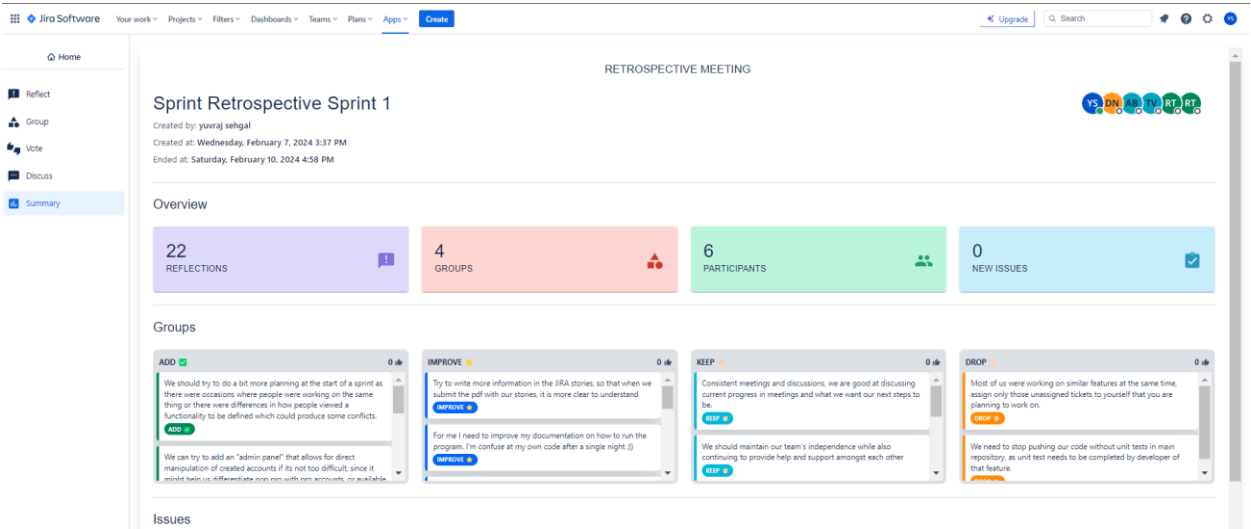 Jira Software Your work Projects Filters Dashboards Teams Plans Apps Create Upgrade Search YS
Home
Reflect
Group
Vote
Discuss
Summary
RETROSPECTIVE MEETING
Sprint Retrospective Sprint 1
YS DN AB TV RT RT
Created by: yuvraj sehgal
Created at: Wednesday, February 7, 2024 3:37 PM
Ended at: Saturday, February 10, 2024 4:58 PM
Overview
22
REFLECTIONS
4
GROUPS
6
PARTICIPANTS
0
NEW ISSUES
Groups
ADD 0
We should try to do a bit more planning at the start of a sprint as
there were occasions where people were working on the same
thing or there were differences in how people viewed a
functionality to be defined which could produce some conflicts.
ADD
We can try to add an "admin panel" that allows for direct
manipulation of created accounts if its not too difficult, since it
might help us differentiate non pro with pro accounts, or available
IMPROVE 0
Try to write more information in the JIRA stories, so that when we
submit the pdf with our stories, it is more clear to understand
IMPROVE
For me I need to improve my documentation on how to run the
program. I'm confuse at my own code after a single night :))
IMPROVE
KEEP 0
Consistent meetings and discussions, we are good at discussing
current progress in meetings and what we want our next steps to
be.
KEEP
We should maintain our team's independence while also
continuing to provide help and support amongst each other
KEEP
DROP 0
Most of us were working on similar features at the same time,
assign only those unassigned tickets to yourself that you are
planning to work on.
DROP
We need to stop pushing our code without unit tests in main
repository, as unit test needs to be completed by developer of
that feature.
Issues